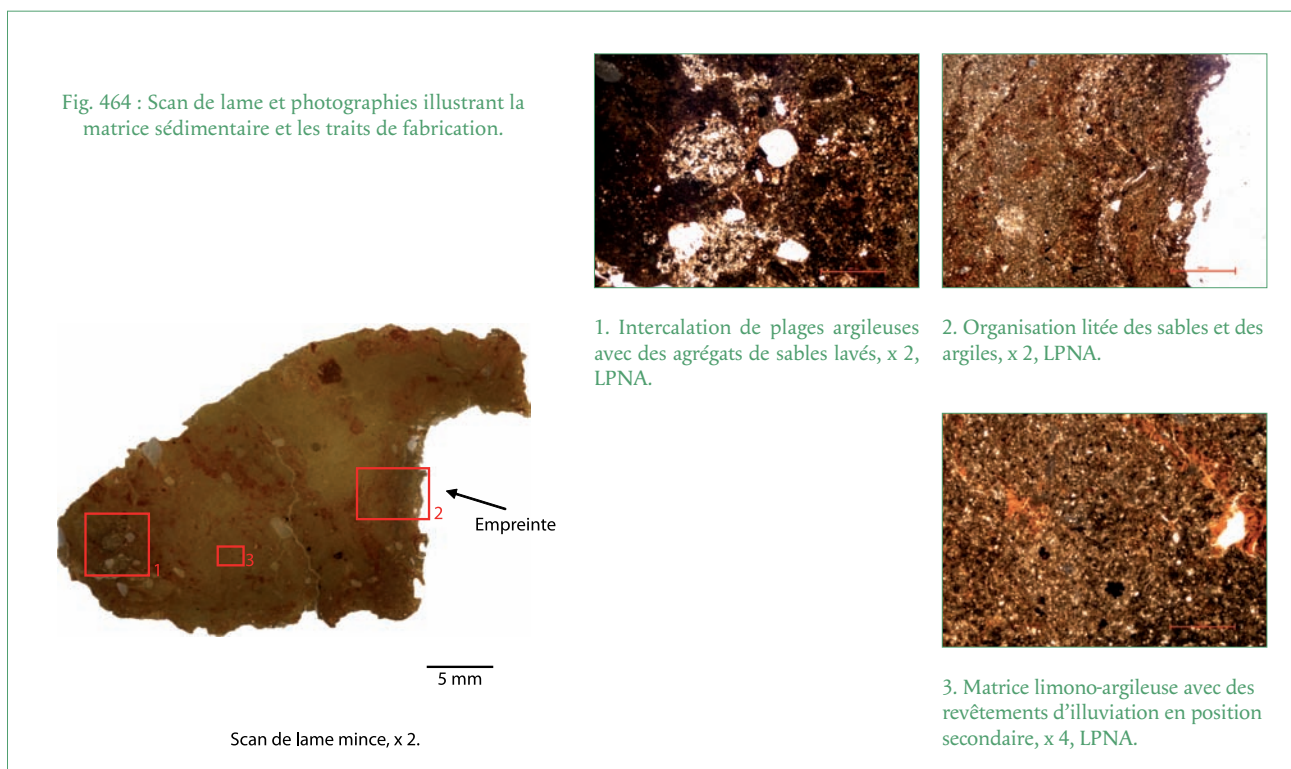 Fig. 464 : Scan de lame et photographies illustrant la
matrice sédimentaire et les traits de fabrication.
1. Intercalation de plages argileuses
avec des agrégats de sables lavés, x 2,
LPNA.
2. Organisation litée des sables et des
argiles, x 2, LPNA.
2
Empreinte
1
3
5 mm
Scan de lame mince, x 2.
3. Matrice limono-argileuse avec des
revêtements d'illuviation en position
secondaire, x 4, LPNA.